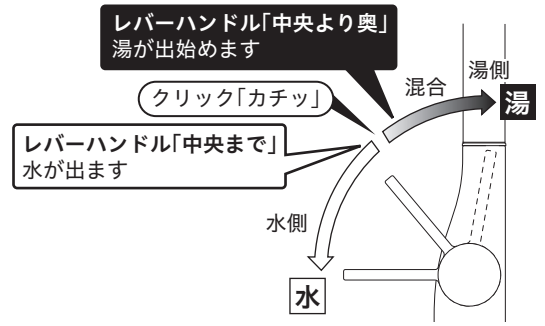 レバーハンドル「中央より奥」
湯が出始めます
湯側
混合
湯
クリック「カチッ」
レバーハンドル「中央まで」
水が出ます
水側
水